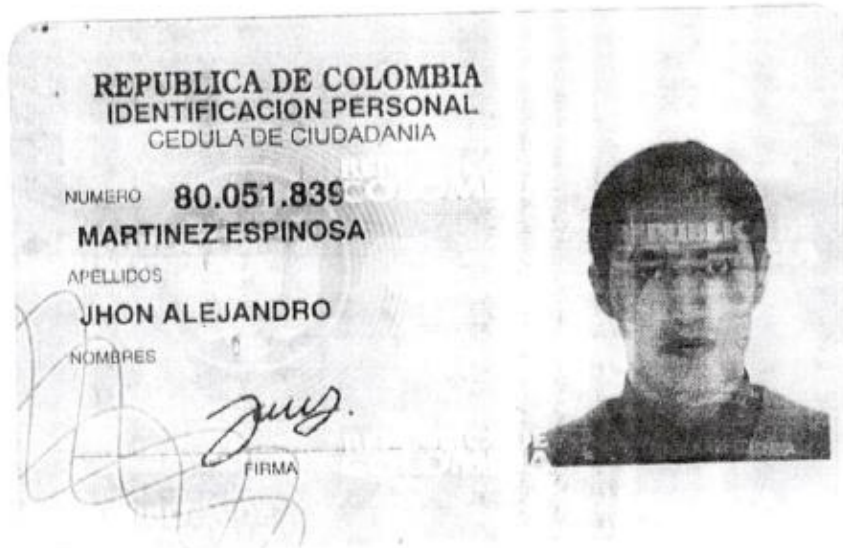 REPUBLICA DE COLOMBIA
IDENTIFICACION PERSONAL
CEDULA DE CIUDADANIA
NUMERO 80.051.839
MARTINEZ ESPINOSA
APELLIDOS
JHON ALEJANDRO
NOMBRES
FIRMA